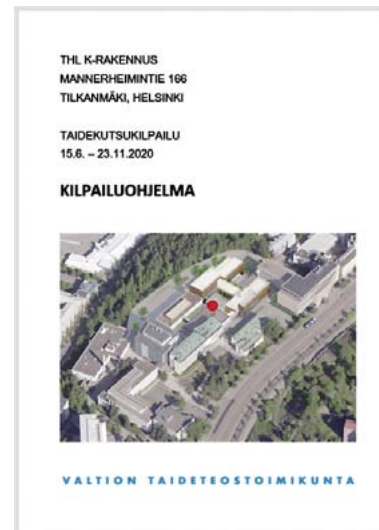 THL K-RAKENNUS
MANNERHEIMINTIE 166
TILKANMÄKI, HELSINKI
TAIDEKUTSUKILPAILU
15.6. – 23.11.2020
KILPAILUOHJELMA
VALTION TAIDETEOSTOIMIKUNTA